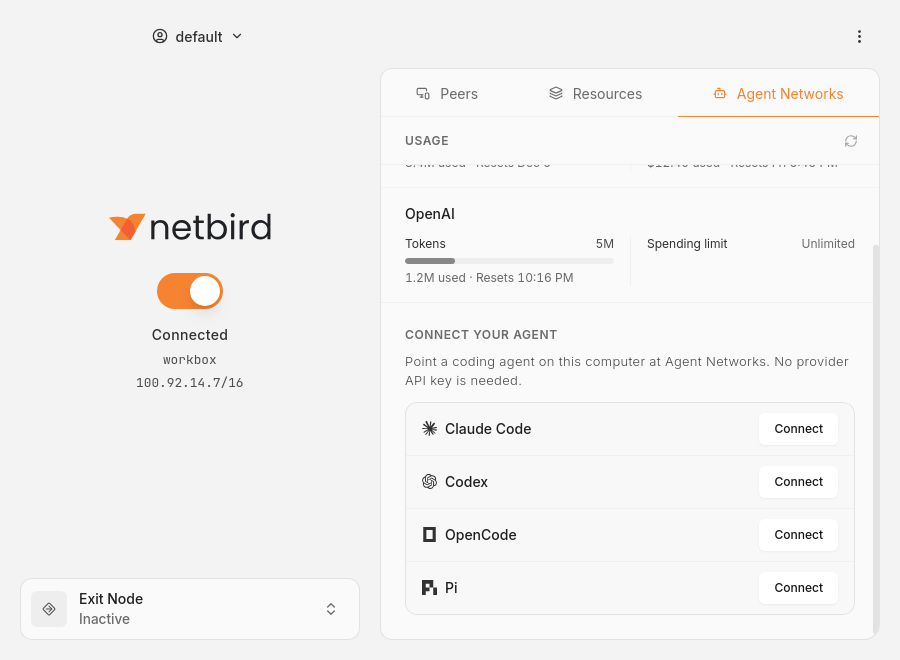 default
Peers
Resources
Agent Networks
USAGE
OpenAI
Tokens 5M
1.2M used · Resets 10:16 PM
Spending limit Unlimited
CONNECT YOUR AGENT
Point a coding agent on this computer at Agent Networks. No provider
API key is needed.
Claude Code Connect
Codex Connect
OpenCode Connect
Pi Connect
netbird
Connected
workbox
100.92.14.7/16
Exit Node
Inactive